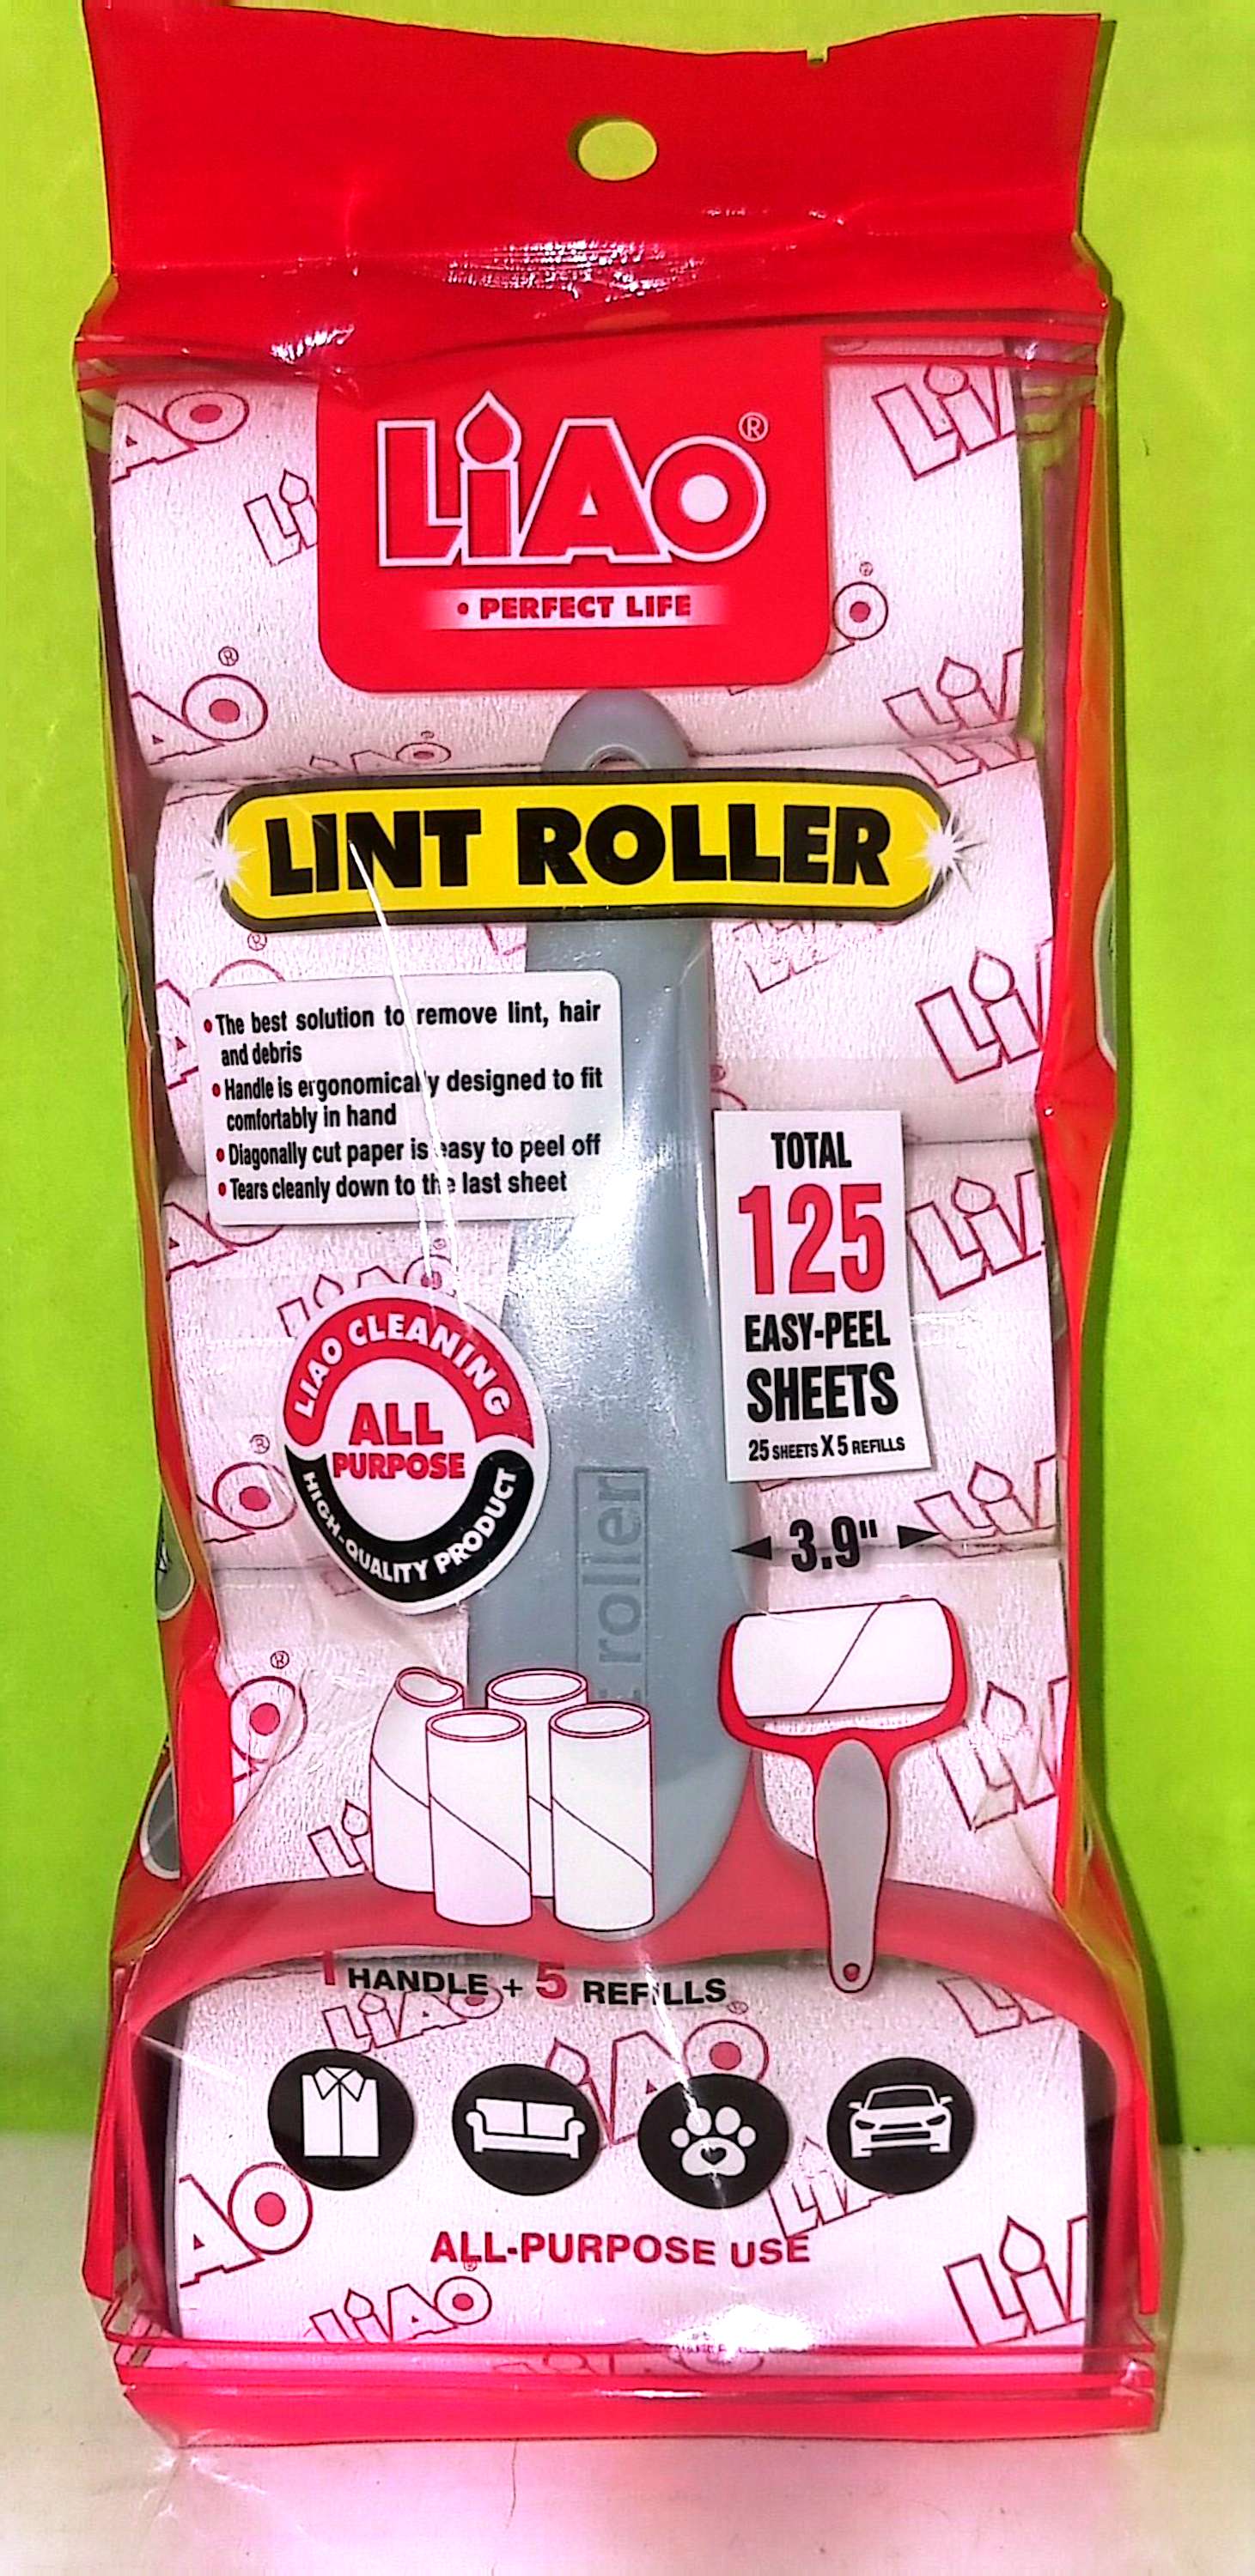 LiAO®
• PERFECT LIFE
LINT ROLLER
• The best solution to remove lint, hair
and debris
• Handle is ergonomically designed to fit
comfortably in hand
• Diagonally cut paper is easy to peel off
• Tears cleanly down to the last sheet
TOTAL
125
EASY-PEEL
SHEETS
25 SHEETS X 5 REFILLS
LIAO CLEANING
ALL
PURPOSE
HIGH-QUALITY PRODUCT
3.9"
roller
1 HANDLE + 5 REFILLS
ALL-PURPOSE USE
LiAO
LiAO